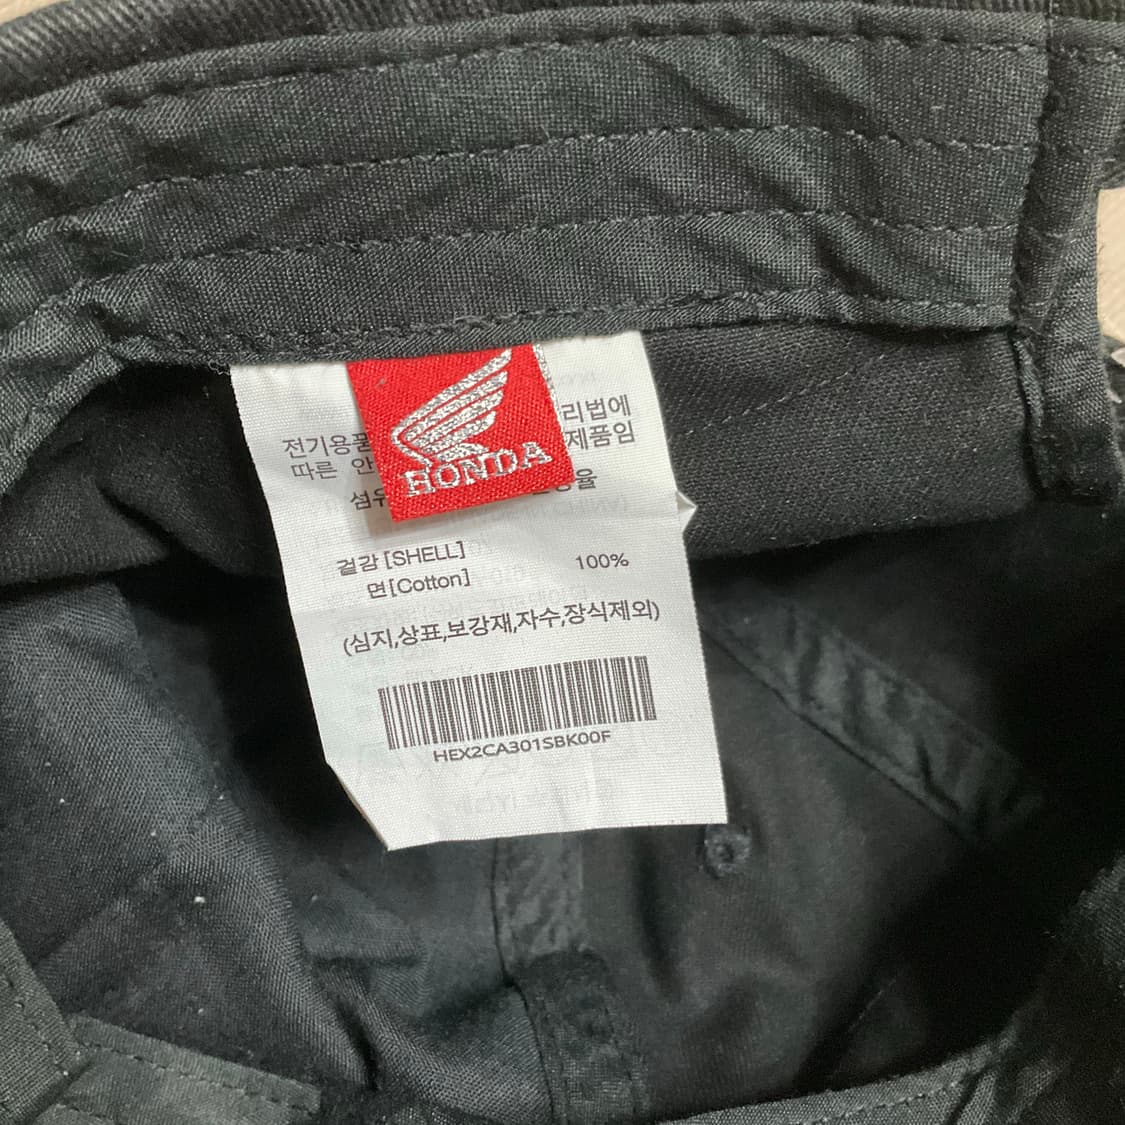 HONDA
전기용품 리법에
따른 안 제품임
섬유 율
겉감 [SHELL]
면[Cotton] 100%
(심지,상표,보강재,자수,장식제외)
HEX2CA301SBK00F